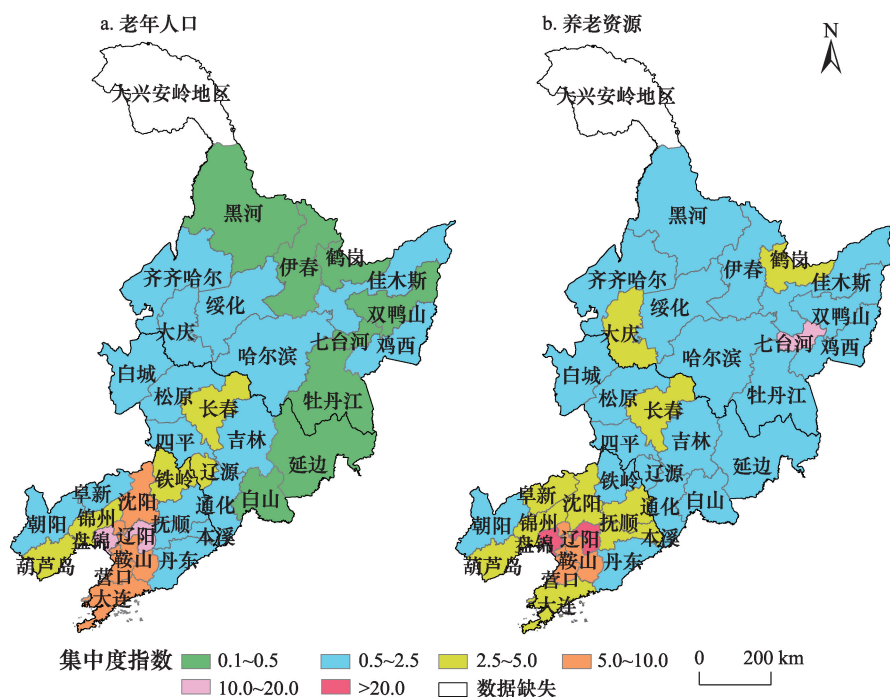 a. 老年人口
大兴安岭地区
黑河
伊春
鹤岗
佳木斯
齐齐哈尔
绥化
双鸭山
大庆
七台河
鸡西
哈尔滨
白城
松原
牡丹江
长春
四平
吉林
延边
铁岭
辽源
白山
阜新
沈阳
通化
朝阳
锦州
抚顺
盘锦
辽阳
本溪
鞍山
丹东
葫芦岛
营口
大连
b. 养老资源
N
大兴安岭地区
黑河
鹤岗
伊春
佳木斯
齐齐哈尔
绥化
双鸭山
大庆
七台河
鸡西
哈尔滨
白城
松原
牡丹江
长春
四平
吉林
延边
铁岭
辽源
白山
阜新
沈阳
通化
朝阳
锦州
抚顺
盘锦
辽阳
本溪
鞍山
丹东
葫芦岛
营口
大连
集中度指数
0.1~0.5
0.5~2.5
2.5~5.0
5.0~10.0
10.0~20.0
>20.0
数据缺失
0 200 km